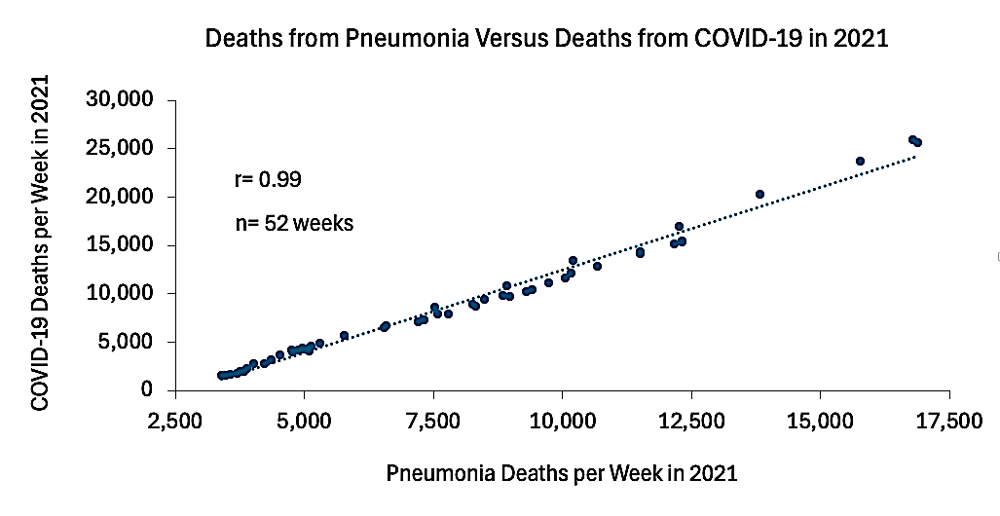 Deaths from Pneumonia Versus Deaths from COVID-19 in 2021
COVID-19 Deaths per Week in 2021
30,000
25,000
20,000
15,000
10,000
5,000
0
r= 0.99
n= 52 weeks
2,500
5,000
7,500
10,000
12,500
15,000
17,500
Pneumonia Deaths per Week in 2021